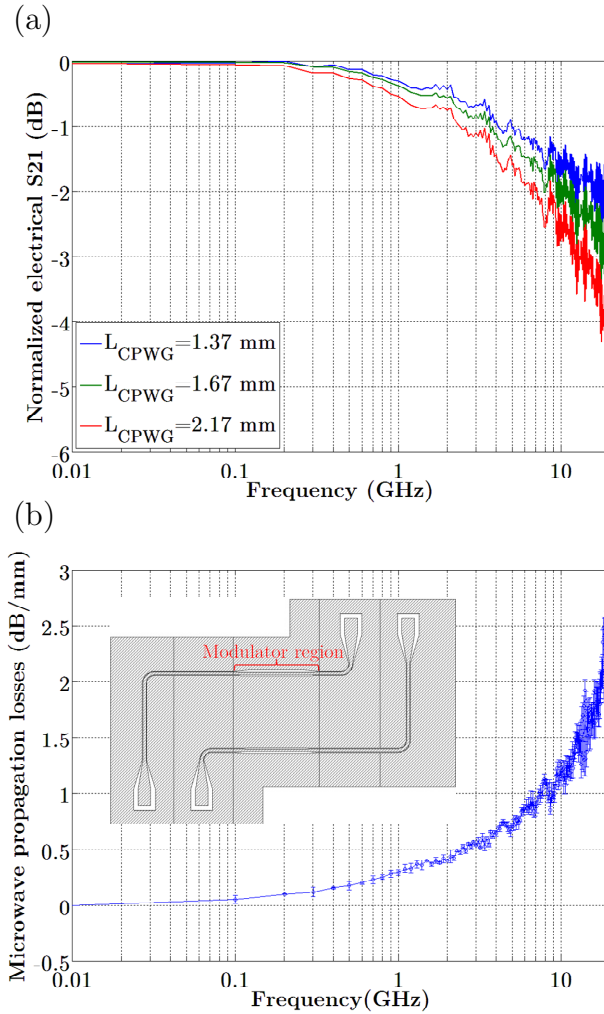 (a)
Normalized electrical S21 (dB)
0
-1
-2
-3
-4
-5
-6
L_CPWG=1.37 mm
L_CPWG=1.67 mm
L_CPWG=2.17 mm
0.01 0.1 1 10
Frequency (GHz)
(b)
Microwave propagation losses (dB/mm)
3
2.5
2
1.5
1
0.5
0
-0.5
Modulator region
0.01 0.1 1 10
Frequency(GHz)